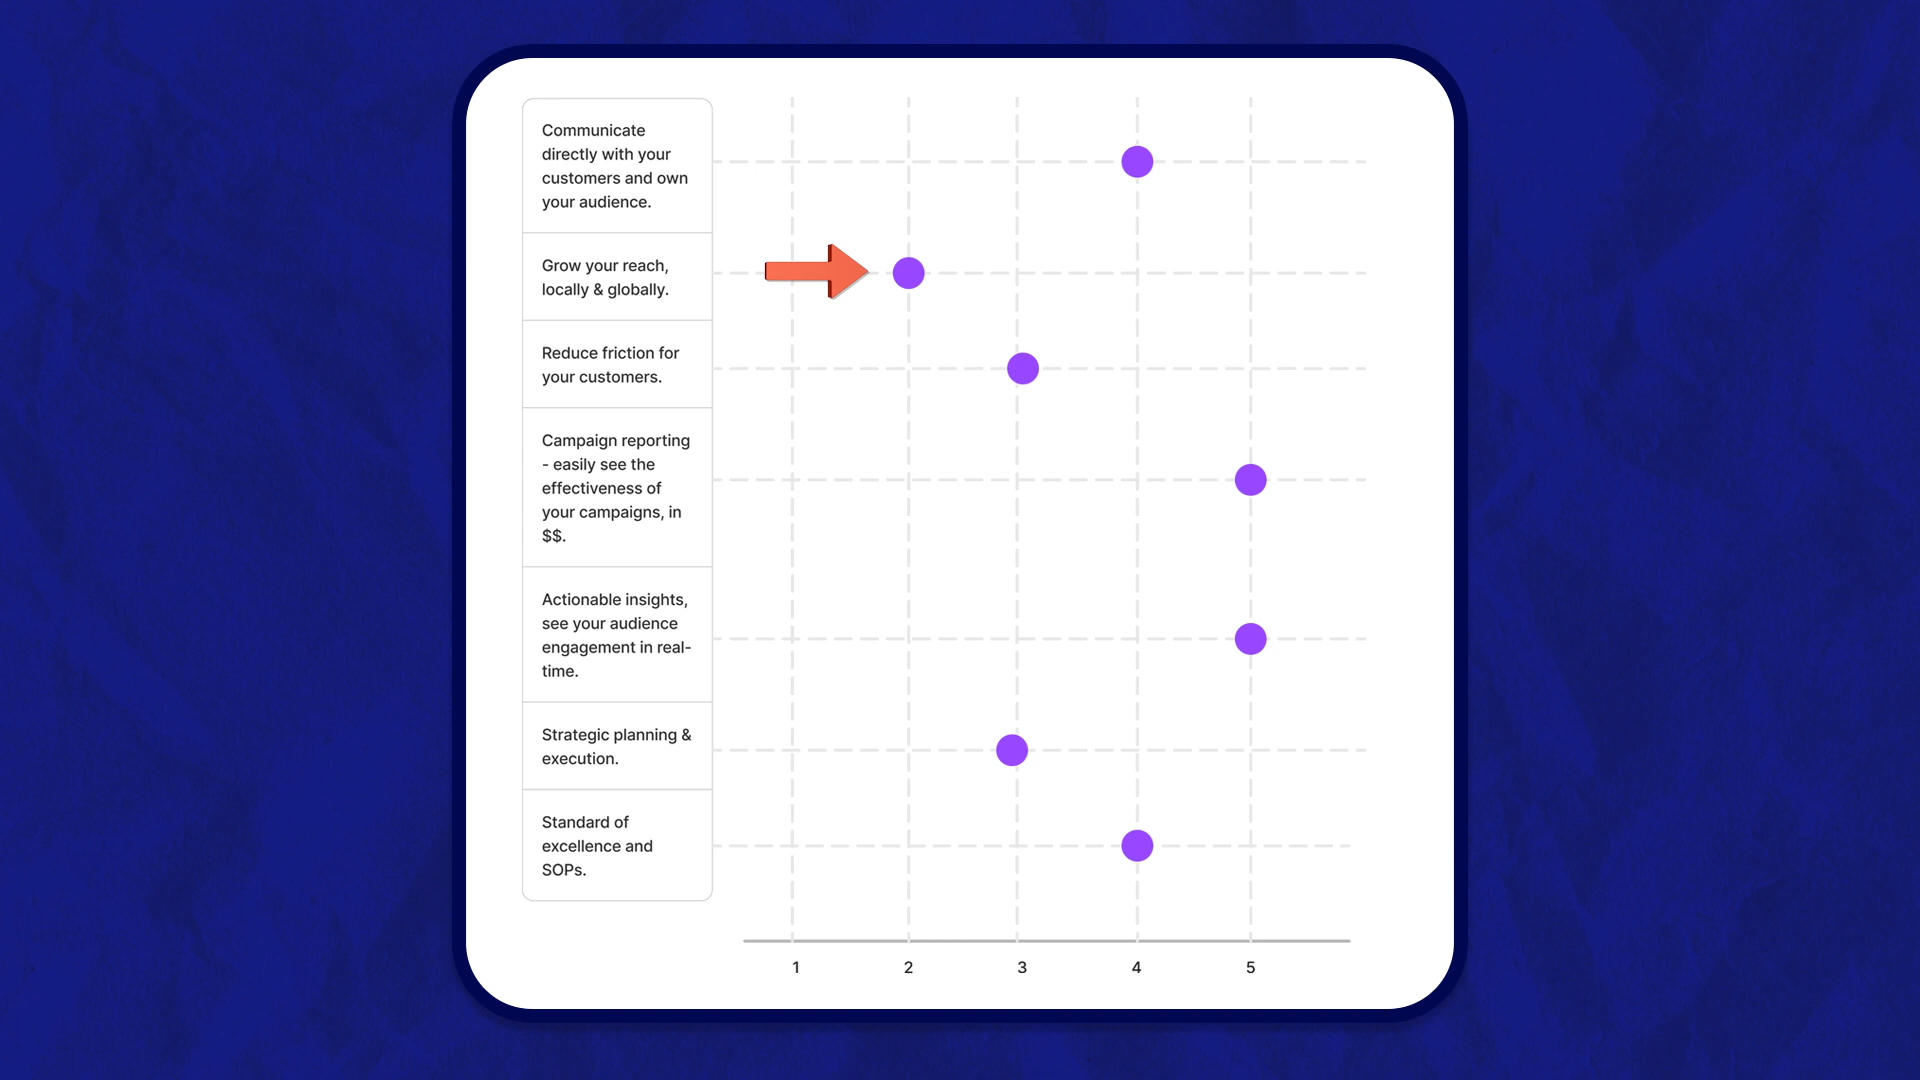 Communicate
directly with your
customers and own
your audience.
Grow your reach,
locally & globally.
Reduce friction for
your customers.
Campaign reporting
- easily see the
effectiveness of
your campaigns, in
$$.
Actionable insights,
see your audience
engagement in real-
time.
Strategic planning &
execution.
Standard of
excellence and
SOPs.
1 2 3 4 5